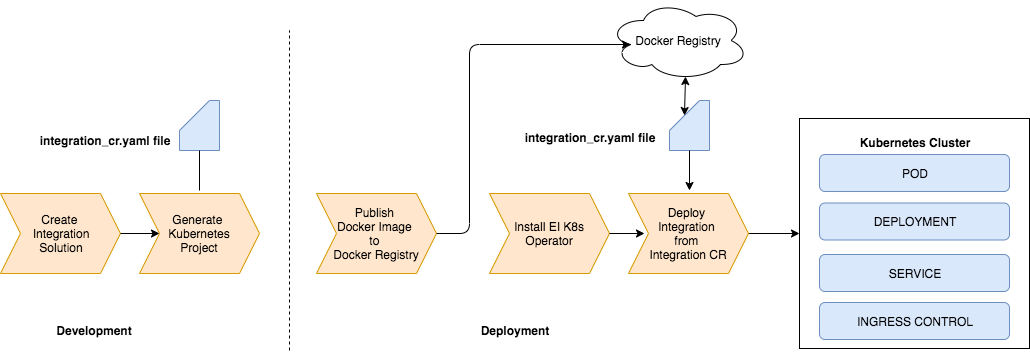 Docker Registry
integration_cr.yaml file
integration_cr.yaml file
Kubernetes Cluster
POD
DEPLOYMENT
SERVICE
INGRESS CONTROL
Create
Integration
Solution
Generate
Kubernetes
Project
Publish
Docker Image
to
Docker Registry
Install EI K8s
Operator
Deploy
Integration
from
Integration CR
Development
Deployment